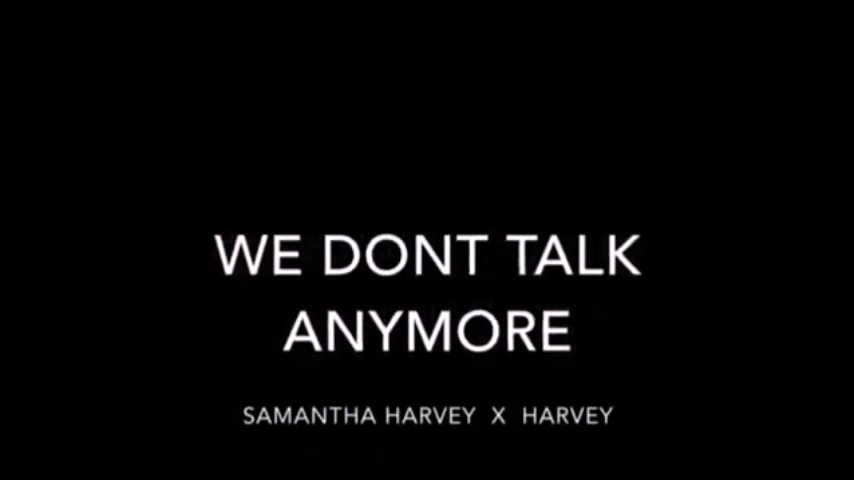 WE DONT TALK
ANYMORE
SAMANTHA HARVEY X HARVEY